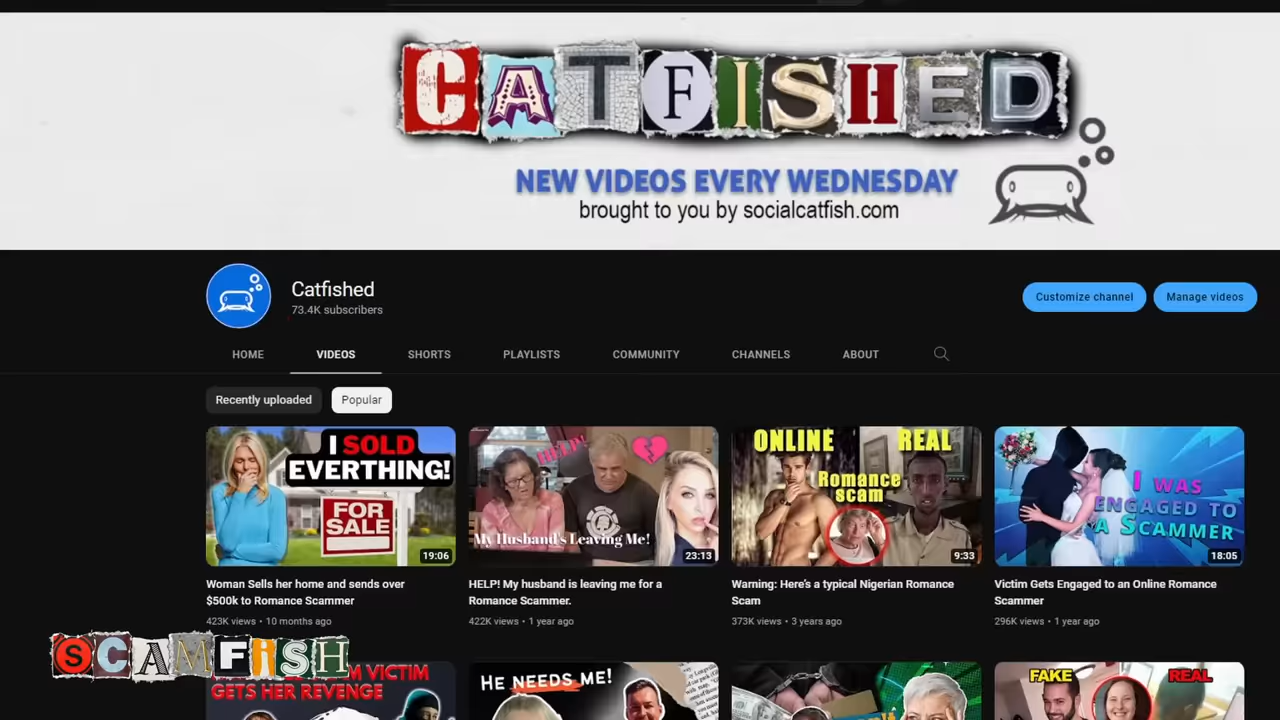 CATFISHED
NEW VIDEOS EVERY WEDNESDAY
brought to you by socialcatfish.com
Catfished
73.4K subscribers
Customize channel
Manage videos
HOME
VIDEOS
SHORTS
PLAYLISTS
COMMUNITY
CHANNELS
ABOUT
Recently uploaded
Popular
I SOLD
EVERTHING!
FOR
SALE
19:06
HELP!
My Husband's Leaving Me!
23:13
ONLINE
REAL
Romance
scam
9:33
I WAS
ENGAGED TO
A SCAMMER
18:05
Woman Sells her home and sends over
$500k to Romance Scammer
423K views • 10 months ago
HELP! My husband is leaving me for a
Romance Scammer.
422K views • 1 year ago
Warning: Here's a typical Nigerian Romance
Scam
373K views • 3 years ago
Victim Gets Engaged to an Online Romance
Scammer
296K views • 1 year ago
SCAMFISH
VICTIM
GETS HER REVENGE
HE NEEDS ME!
FAKE
REAL